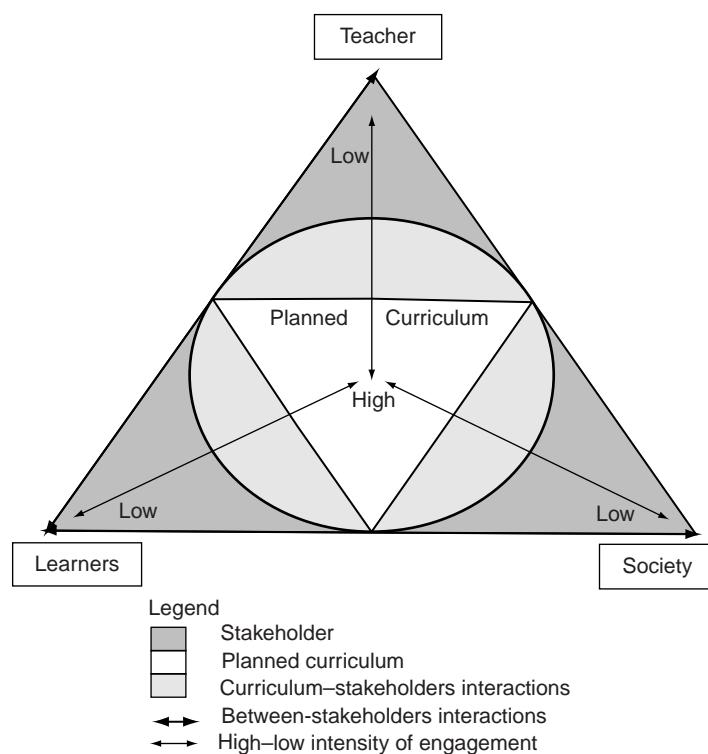 Teacher
Low
Planned Curriculum
High
Low
Low
Learners
Society
Legend
Stakeholder
Planned curriculum
Curriculum–stakeholders interactions
Between-stakeholders interactions
High–low intensity of engagement